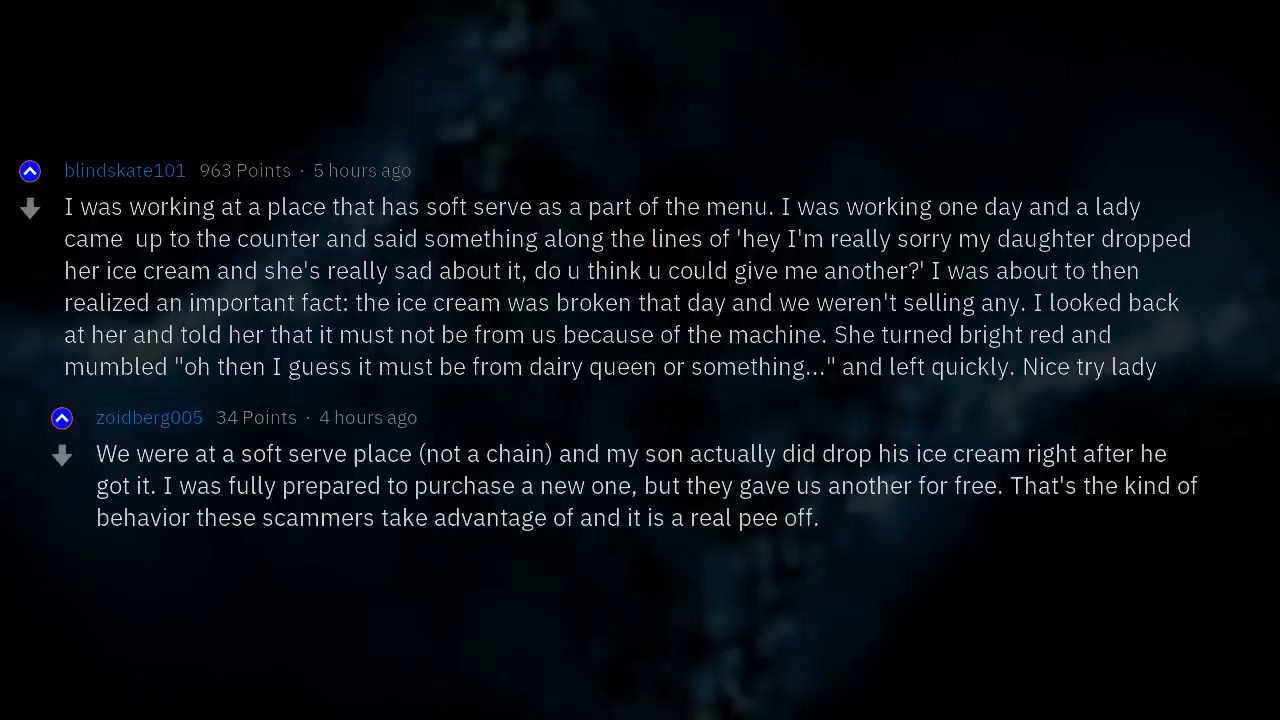 blindskate101 963 Points · 5 hours ago
I was working at a place that has soft serve as a part of the menu. I was working one day and a lady
came  up to the counter and said something along the lines of 'hey I'm really sorry my daughter dropped
her ice cream and she's really sad about it, do u think u could give me another?' I was about to then
realized an important fact: the ice cream was broken that day and we weren't selling any. I looked back
at her and told her that it must not be from us because of the machine. She turned bright red and
mumbled "oh then I guess it must be from dairy queen or something..." and left quickly. Nice try lady
zoidberg005 34 Points · 4 hours ago
We were at a soft serve place (not a chain) and my son actually did drop his ice cream right after he
got it. I was fully prepared to purchase a new one, but they gave us another for free. That's the kind of
behavior these scammers take advantage of and it is a real pee off.